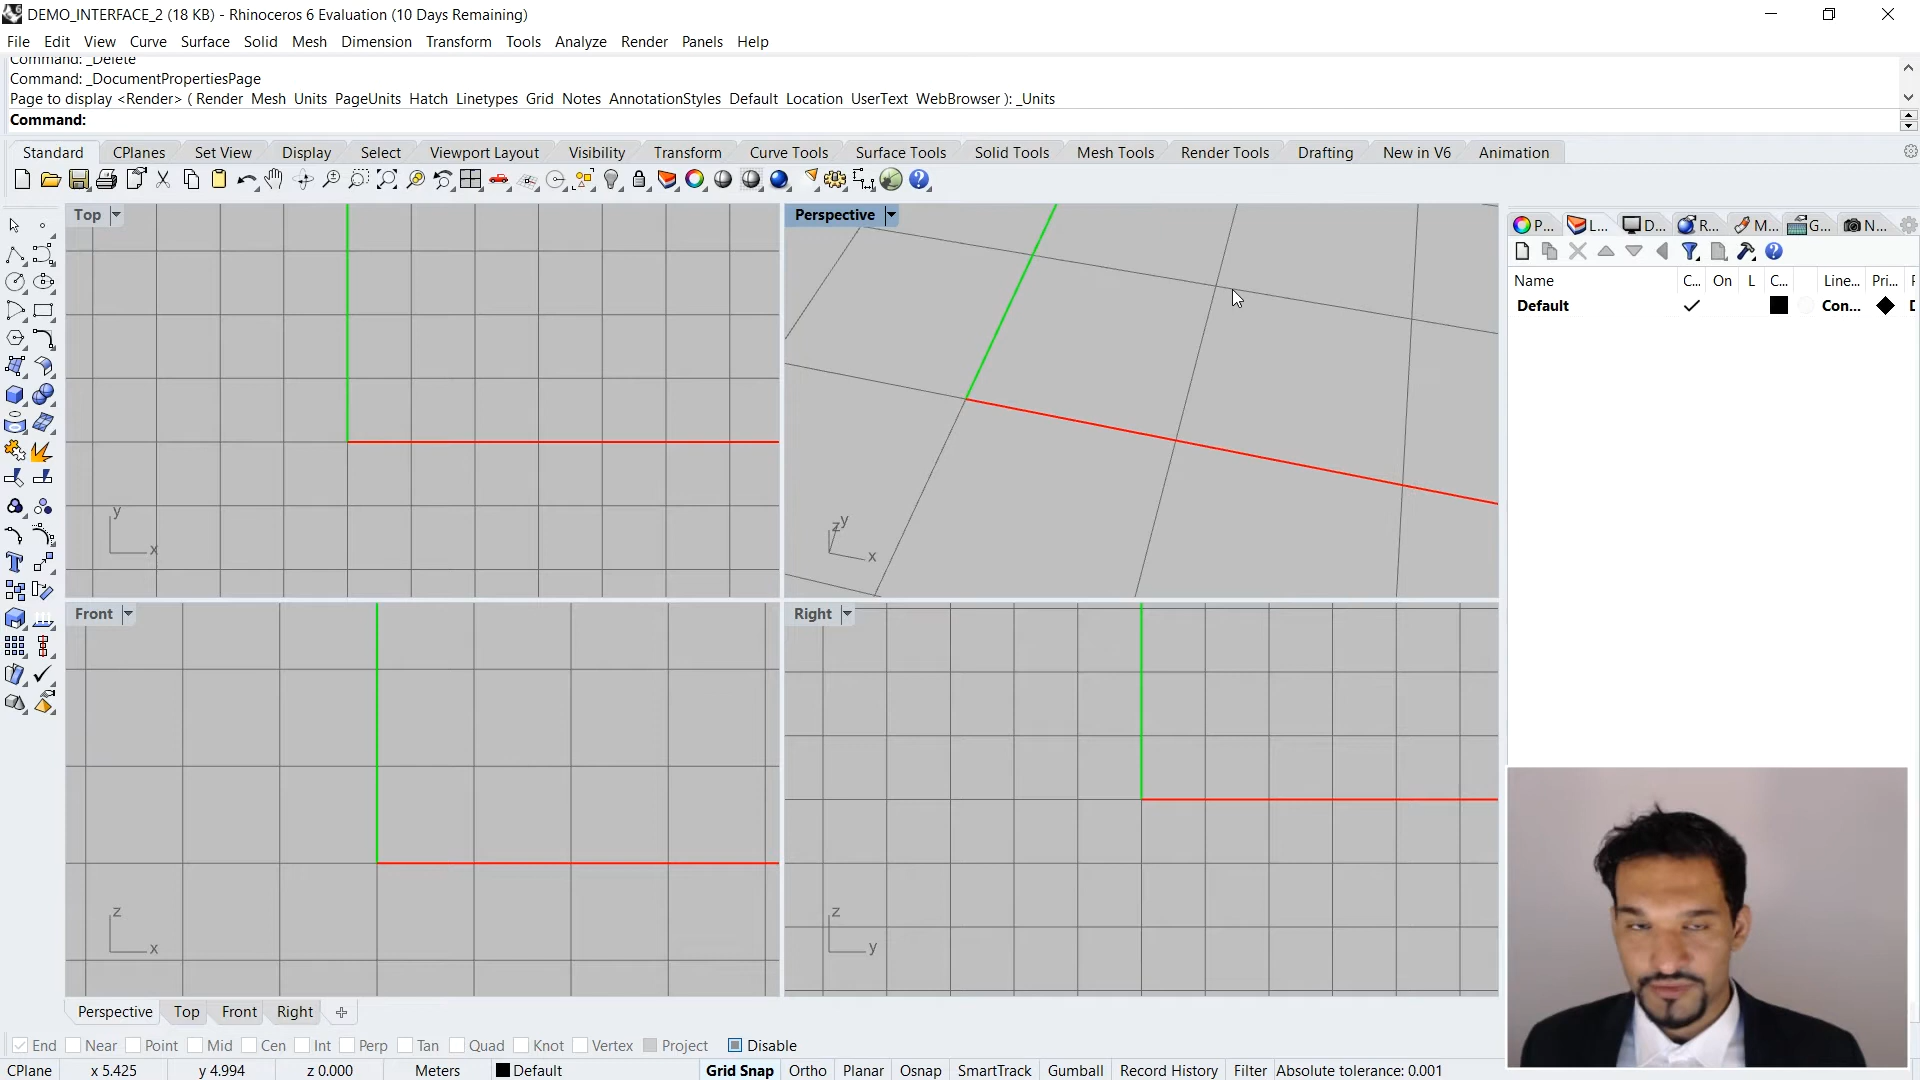 DEMO_INTERFACE_2 (18 KB) - Rhinoceros 6 Evaluation (10 Days Remaining)
File Edit View Curve Surface Solid Mesh Dimension Transform Tools Analyze Render Panels Help
Command: _Delete
Command: _DocumentPropertiesPage
Page to display <Render> ( Render Mesh Units PageUnits Hatch Linetypes Grid Notes AnnotationStyles Default Location UserText WebBrowser ): _Units
Command:
Standard CPlanes Set View Display Select Viewport Layout Visibility Transform Curve Tools Surface Tools Solid Tools Mesh Tools Render Tools Drafting New in V6 Animation
Top
y
x
Perspective
z y
x
P... L... D... R... M... G... N...
Name C... On L C... Line... Pri... P
Default Con... D
Front
z
x
Right
z
y
Perspective Top Front Right
End Near Point Mid Cen Int Perp Tan Quad Knot Vertex Project Disable
CPlane x 5.425 y 4.994 z 0.000 Meters Default Grid Snap Ortho Planar Osnap SmartTrack Gumball Record History Filter Absolute tolerance: 0.001